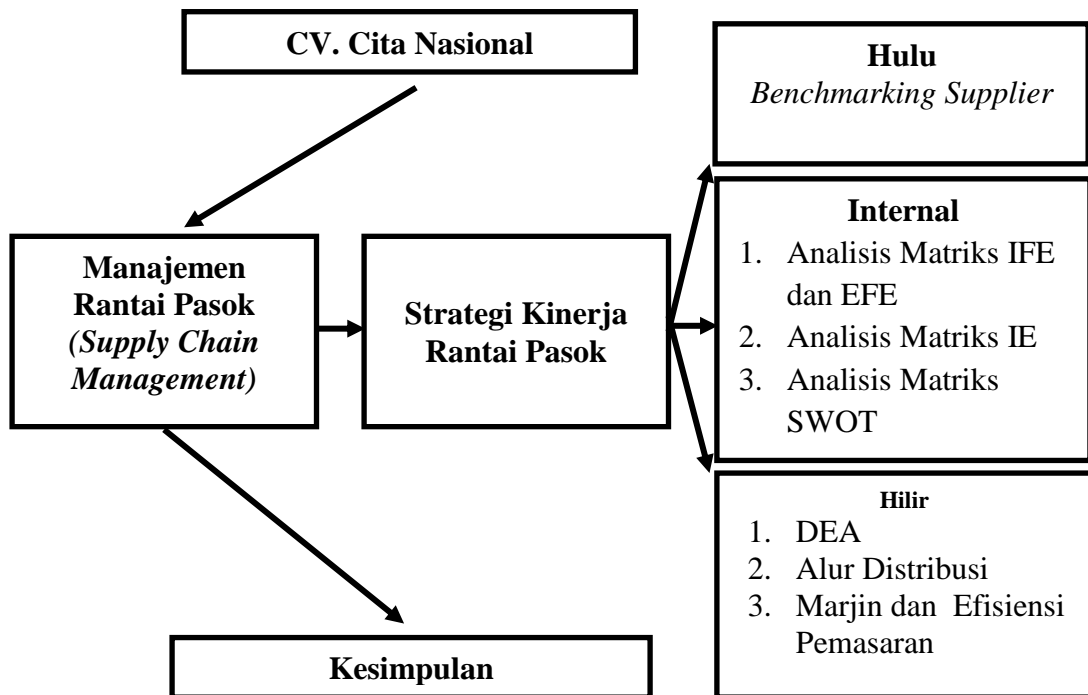 CV. Cita Nasional
Hulu
Benchmarking Supplier
Manajemen
Rantai Pasok
(Supply Chain
Management)
Strategi Kinerja
Rantai Pasok
Internal
1. Analisis Matriks IFE
dan EFE
2. Analisis Matriks IE
3. Analisis Matriks
SWOT
Hilir
1. DEA
2. Alur Distribusi
3. Marjin dan Efisiensi
Pemasaran
Kesimpulan